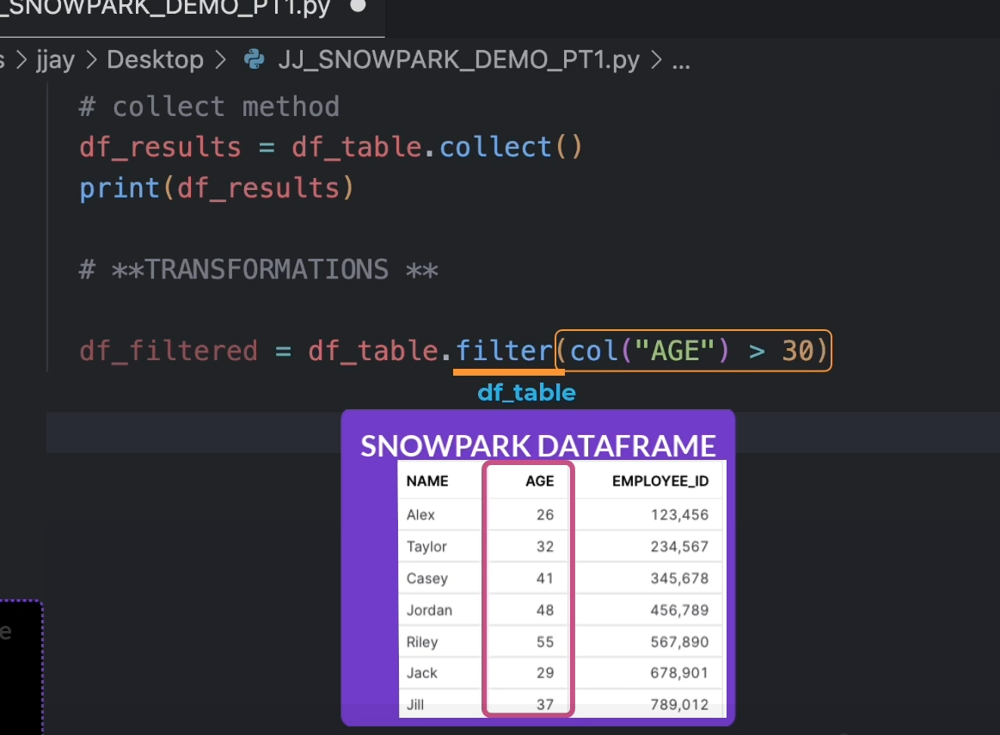 _SNOWPARK_DEMO_PT1.py ●
s > jjay > Desktop > JJ_SNOWPARK_DEMO_PT1.py > ...
# collect method
df_results = df_table.collect()
print(df_results)
# **TRANSFORMATIONS **
df_filtered = df_table.filter(col("AGE") > 30)
df_table
SNOWPARK DATAFRAME
NAME AGE EMPLOYEE_ID
Alex 26 123,456
Taylor 32 234,567
Casey 41 345,678
Jordan 48 456,789
Riley 55 567,890
Jack 29 678,901
Jill 37 789,012
e